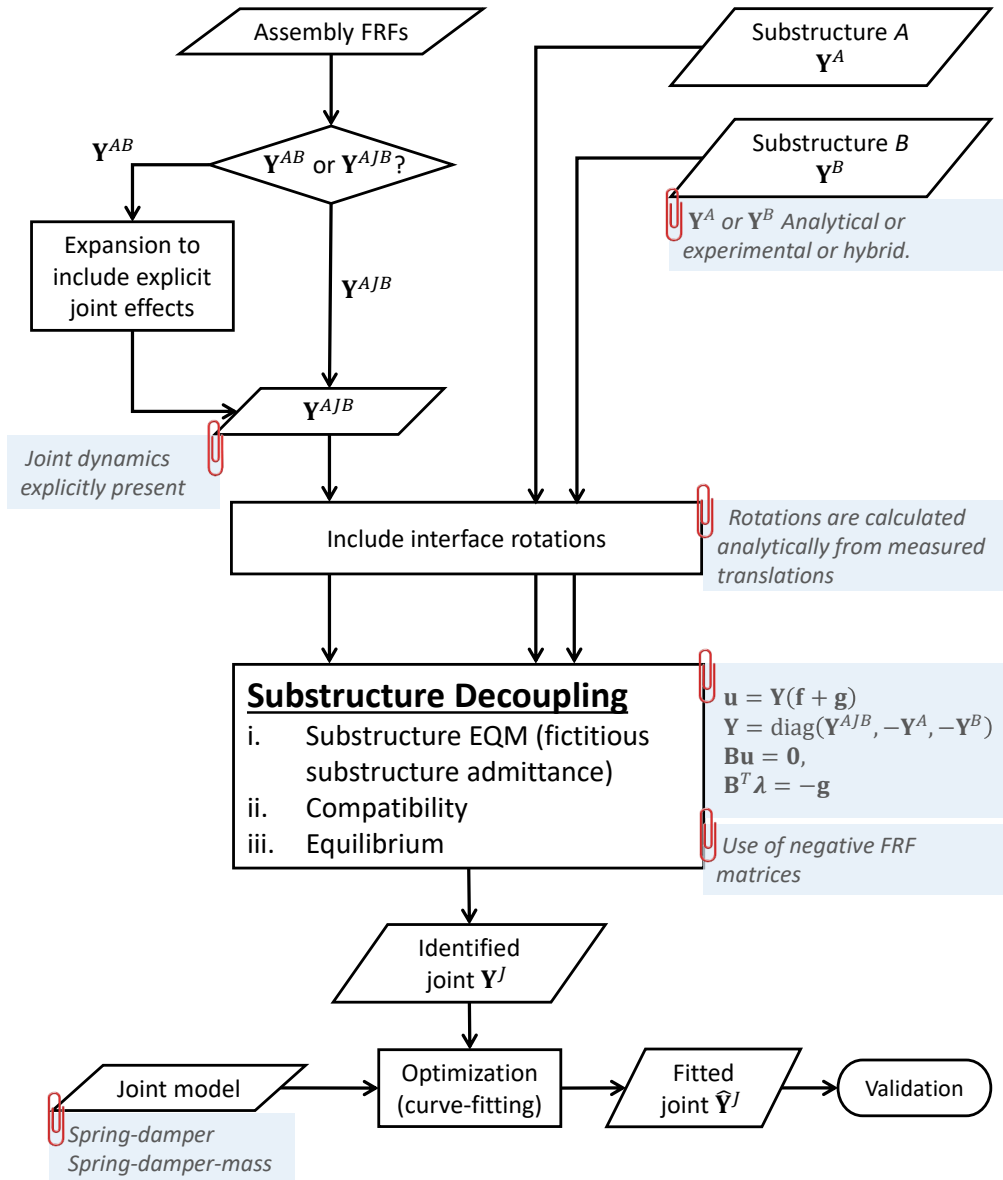 Assembly FRFs
Substructure A
Y^A
Y^AB
Y^AB or Y^AJB?
Substructure B
Y^B
Y^A or Y^B Analytical or
experimental or hybrid.
Expansion to
include explicit
joint effects
Y^AJB
Y^AJB
Joint dynamics
explicitly present
Include interface rotations
Rotations are calculated
analytically from measured
translations
Substructure Decoupling
i. Substructure EQM (fictitious
substructure admittance)
ii. Compatibility
iii. Equilibrium
u = Y(f + g)
Y = diag(Y^AJB, −Y^A, −Y^B)
Bu = 0,
B^T λ = −g
Use of negative FRF
matrices
Identified
joint Y^J
Joint model
Optimization
(curve-fitting)
Fitted
joint Ŷ^J
Validation
Spring-damper
Spring-damper-mass